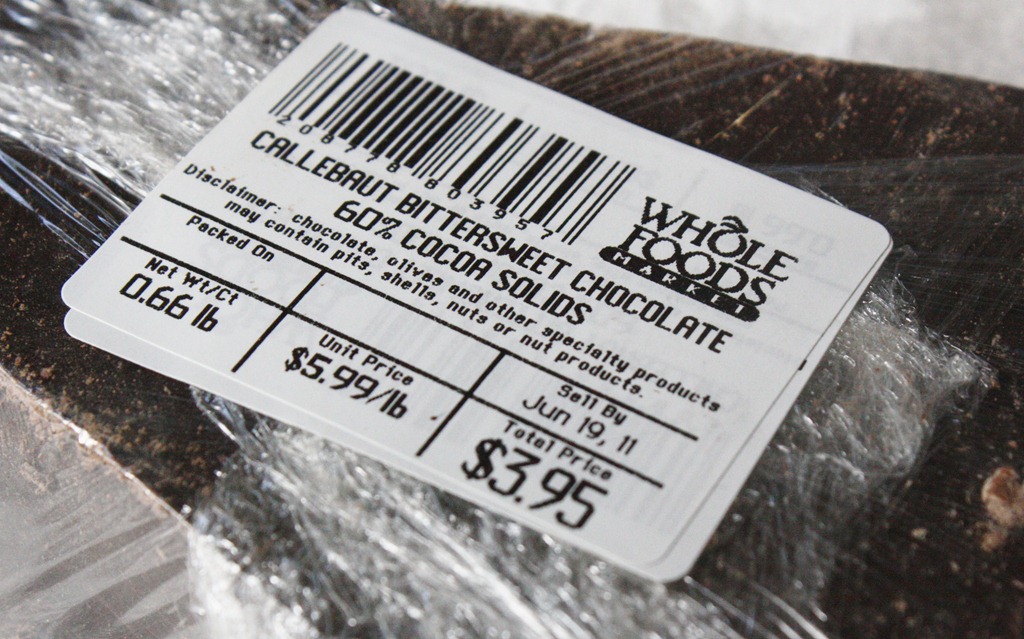 208478 803957
WHOLE
FOODS
MARKET
CALLEBAUT BITTERSWEET CHOCOLATE
60% COCOA SOLIDS
Disclaimer: chocolate, olives and other specialty products
may contain pits, shells, nuts or nut products.
Packed On
Sell By
Jun 19, 11
Net Wt/Ct
0.66 lb
Unit Price
$5.99/lb
Total Price
$3.95